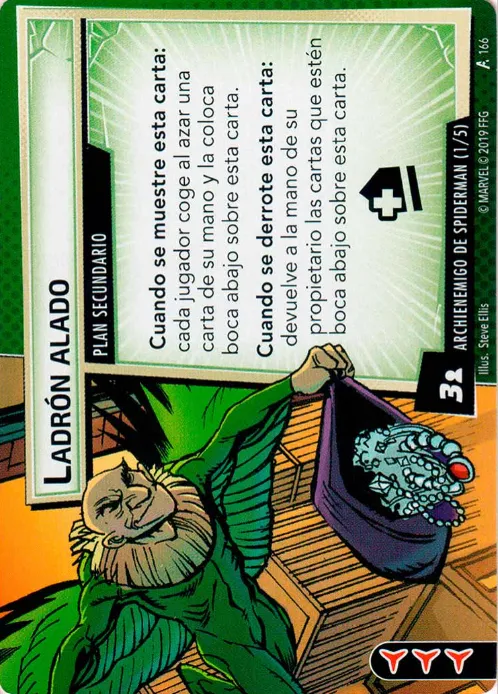 LADRÓN ALADO
PLAN SECUNDARIO
Cuando se muestre esta carta:
cada jugador coge al azar una
carta de su mano y la coloca
boca abajo sobre esta carta.
Cuando se derrote esta carta:
devuelve a la mano de su
propietario las cartas que estén
boca abajo sobre esta carta.
3
ARCHIENEMIGO DE SPIDERMAN (1/5)
Illus. Steve Ellis
© MARVEL © 2019 FFG
166